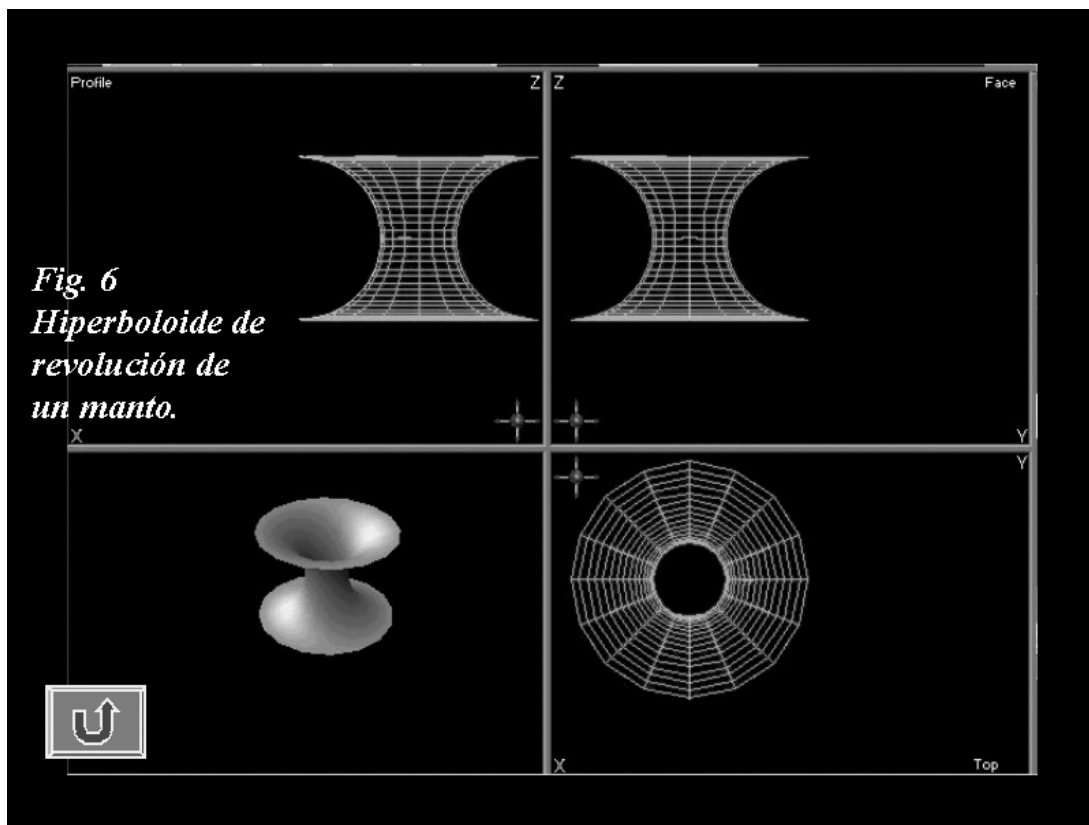 Profile
Z
Z
Face
Fig. 6
Hiperboloide de
revolución de
un manto.
X
Y
Y
X
Top